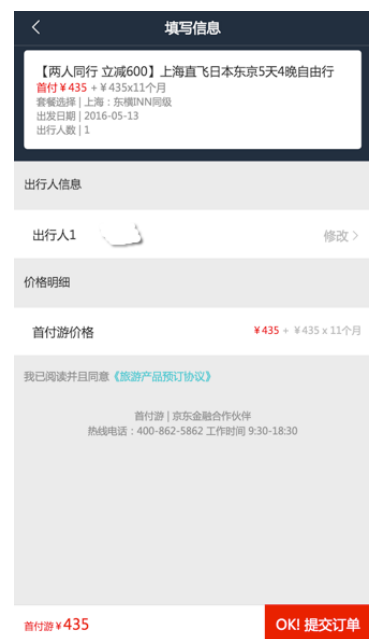 填写信息
【两人同行 立减600】上海直飞日本东京5天4晚自由行
首付￥435 + ￥435x11个月
套餐选择 | 上海：东横INN同级
出发日期 | 2016-05-13
出行人数 | 1
出行人信息
出行人1 修改 >
价格明细
首付游价格 ￥435 + ￥435 x 11个月
我已阅读并且同意《旅游产品预订协议》
首付游 | 京东金融合作伙伴
热线电话：400-862-5862 工作时间 9:30-18:30
首付游￥435 OK! 提交订单